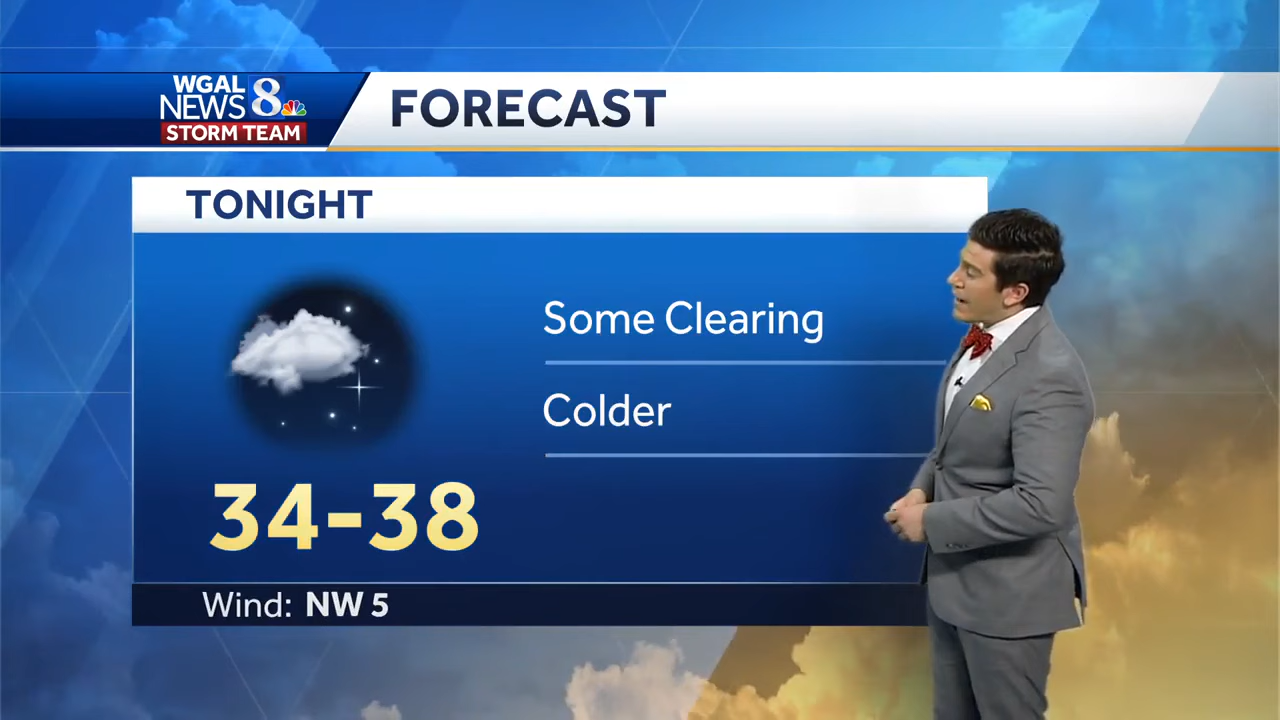 WGAL
NEWS 8
STORM TEAM
FORECAST
TONIGHT
Some Clearing
Colder
34-38
Wind: NW 5